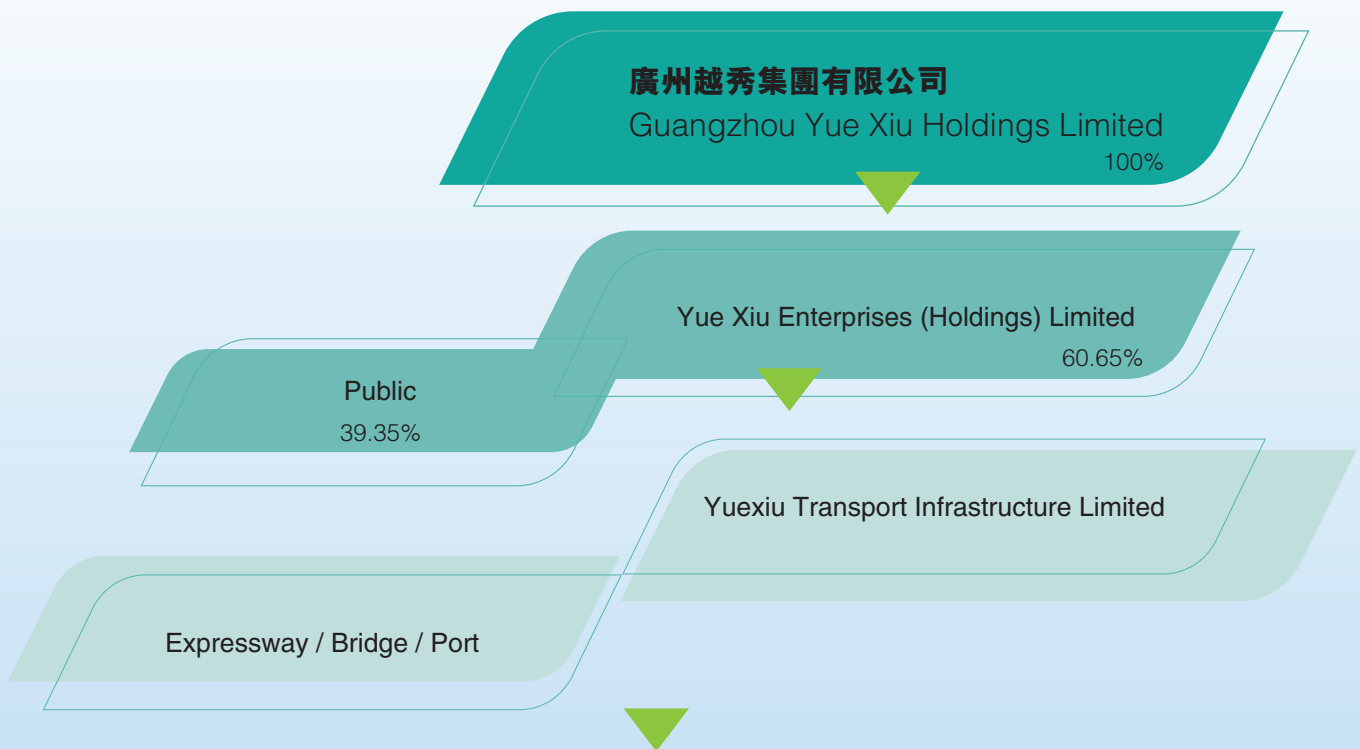 廣州越秀集團有限公司
Guangzhou Yue Xiu Holdings Limited
100%
Yue Xiu Enterprises (Holdings) Limited
60.65%
Public
39.35%
Yuexiu Transport Infrastructure Limited
Expressway / Bridge / Port